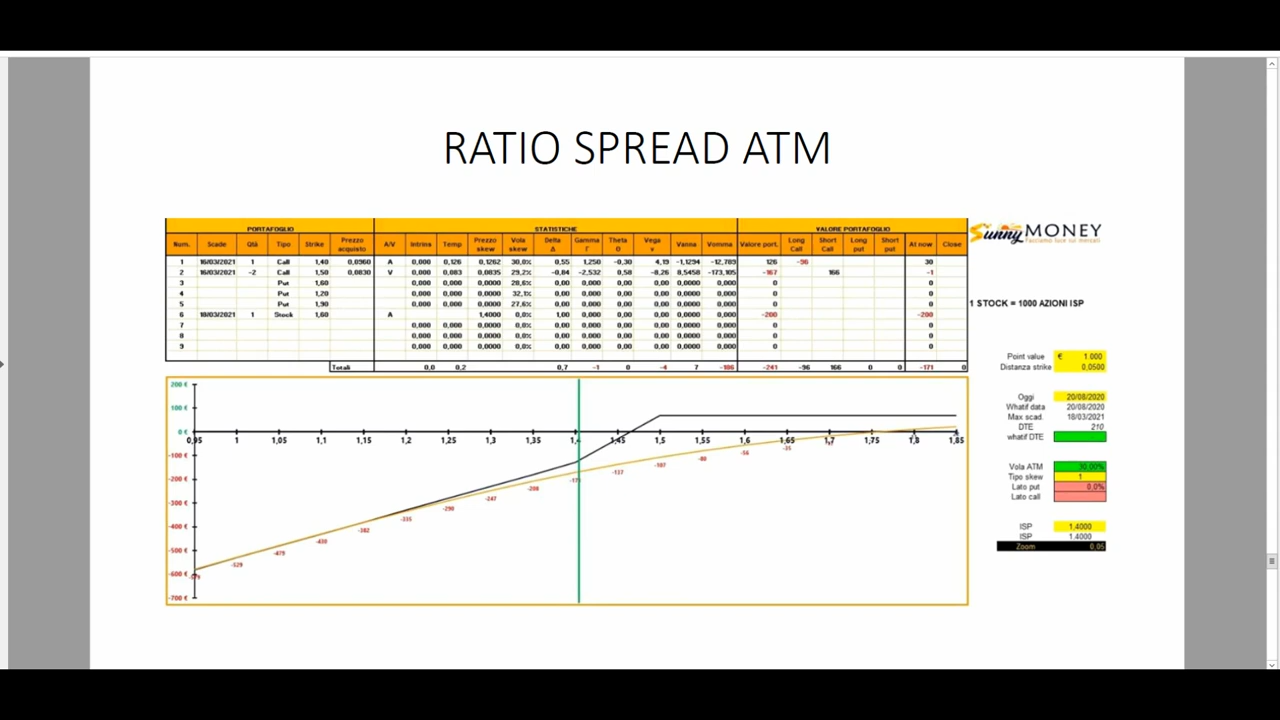 RATIO SPREAD ATM
PORTAFOGLIO STATISTICHE VALORE PORTAFOGLIO
Num. Scade Qtà Tipo Strike Prezzo acquisto A/V Intrins Temp Prezzo skew Vola skew Delta Δ Gamma Γ Theta Θ Vega ν Vanna Vomma Valore port. Long Call Short Call Long put Short put At now Close
1 16/03/2021 1 Call 1,40 0,0960 A 0,000 0,126 0,1262 30,0% 0,55 1,250 -0,30 4,19 -1,1294 -12,789 126 -96 30
2 16/03/2021 -2 Call 1,50 0,0830 V 0,000 0,083 0,0835 29,2% -0,84 -2,532 0,58 -8,26 8,5458 -173,105 -167 166 -1
3 Put 1,60 0,000 0,000 0,0000 28,6% 0,00 0,000 0,00 0,00 0,0000 0,000 0 0
4 Put 1,20 0,000 0,000 0,0000 32,1% 0,00 0,000 0,00 0,00 0,0000 0,000 0 0
5 Put 1,90 0,000 0,000 0,0000 27,6% 0,00 0,000 0,00 0,00 0,0000 0,000 0 0
6 18/03/2021 1 Stock 1,60 A 1,4000 0,0% 1,00 -200 -200
7 0,000 0,000 0,0000 0,0% 0,00 0,000 0,00 0,00 0,0000 0,000 0 0
8 0,000 0,000 0,0000 0,0% 0,00 0,000 0,00 0,00 0,0000 0,000 0 0
9 0,000 0,000 0,0000 0,0% 0,00 0,000 0,00 0,00 0,0000 0,000 0 0
Totali 0,0 0,2 0,7 -1 0 -4 7 -186 -241 -96 166 0 0 -171 0
200 €
100 €
0 €
-100 €
-200 €
-300 €
-400 €
-500 €
-600 €
-700 €
0,95 1 1,05 1,1 1,15 1,2 1,25 1,3 1,35 1,4 1,45 1,5 1,55 1,6 1,65 1,7 1,75 1,8 1,85
-529 -479 -430 -382 -335 -290 -247 -208 -171 -137 -107 -80 -56 -35
Sunny MONEY
Facciamo luce sui mercati
1 STOCK = 1000 AZIONI ISP
Point value € 1.000
Distanza strike 0,0500
Oggi 20/08/2020
Whatif data 20/08/2020
Max scad. 18/03/2021
DTE 210
whatif DTE
Vola ATM 30,00%
Tipo skew 1
Lato put 0,0%
Lato call
ISP 1,4000
ISP 1.4000
Zoom 0,05